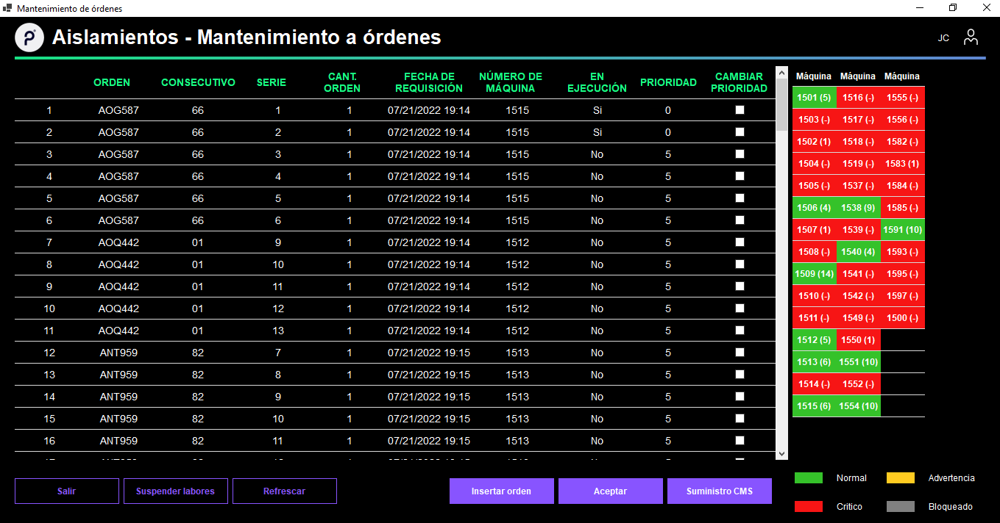 Mantenimiento de órdenes
Aislamientos - Mantenimiento a órdenes
JC
ORDEN CONSECUTIVO SERIE CANT. ORDEN FECHA DE REQUISICIÓN NÚMERO DE MÁQUINA EN EJECUCIÓN PRIORIDAD CAMBIAR PRIORIDAD
1 AOG587 66 1 1 07/21/2022 19:14 1515 Si 0
2 AOG587 66 2 1 07/21/2022 19:14 1515 Si 0
3 AOG587 66 3 1 07/21/2022 19:14 1515 No 5
4 AOG587 66 4 1 07/21/2022 19:14 1515 No 5
5 AOG587 66 5 1 07/21/2022 19:14 1515 No 5
6 AOG587 66 6 1 07/21/2022 19:14 1515 No 5
7 AOQ442 01 9 1 07/21/2022 19:14 1512 No 5
8 AOQ442 01 10 1 07/21/2022 19:14 1512 No 5
9 AOQ442 01 11 1 07/21/2022 19:14 1512 No 5
10 AOQ442 01 12 1 07/21/2022 19:14 1512 No 5
11 AOQ442 01 13 1 07/21/2022 19:14 1512 No 5
12 ANT959 82 7 1 07/21/2022 19:15 1513 No 5
13 ANT959 82 8 1 07/21/2022 19:15 1513 No 5
14 ANT959 82 9 1 07/21/2022 19:15 1513 No 5
15 ANT959 82 10 1 07/21/2022 19:15 1513 No 5
16 ANT959 82 11 1 07/21/2022 19:15 1513 No 5
Máquina Máquina Máquina
1501 (5) 1516 (-) 1555 (-)
1503 (-) 1517 (-) 1556 (-)
1502 (1) 1518 (-) 1582 (-)
1504 (-) 1519 (-) 1583 (1)
1505 (-) 1537 (-) 1584 (-)
1506 (4) 1538 (9) 1585 (-)
1507 (1) 1539 (-) 1591 (10)
1508 (-) 1540 (4) 1593 (-)
1509 (14) 1541 (-) 1595 (-)
1510 (-) 1542 (-) 1597 (-)
1511 (-) 1549 (-) 1500 (-)
1512 (5) 1550 (1)
1513 (6) 1551 (10)
1514 (-) 1552 (-)
1515 (6) 1554 (10)
Salir Suspender labores Refrescar Insertar orden Aceptar Suministro CMS
Normal Advertencia
Critico Bloqueado